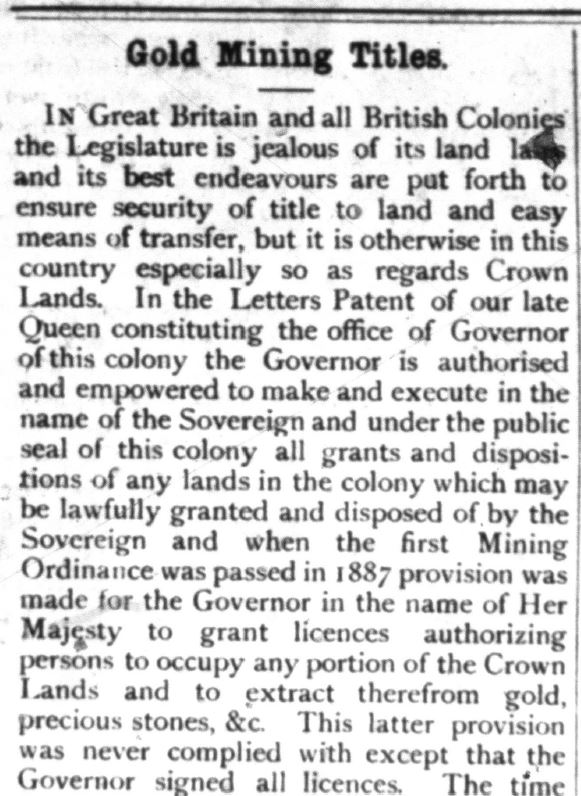 Gold Mining Titles.
IN Great Britain and all British Colonies
the Legislature is jealous of its land laws
and its best endeavours are put forth to
ensure security of title to land and easy
means of transfer, but it is otherwise in this
country especially so as regards Crown
Lands. In the Letters Patent of our late
Queen constituting the office of Governor
of this colony the Governor is authorised
and empowered to make and execute in the
name of the Sovereign and under the public
seal of this colony all grants and disposi-
tions of any lands in the colony which may
be lawfully granted and disposed of by the
Sovereign and when the first Mining
Ordinance was passed in 1887 provision was
made for the Governor in the name of Her
Majesty to grant licences authorizing
persons to occupy any portion of the Crown
Lands and to extract therefrom gold,
precious stones, &c. This latter provision
was never complied with except that the
Governor signed all licences. The time